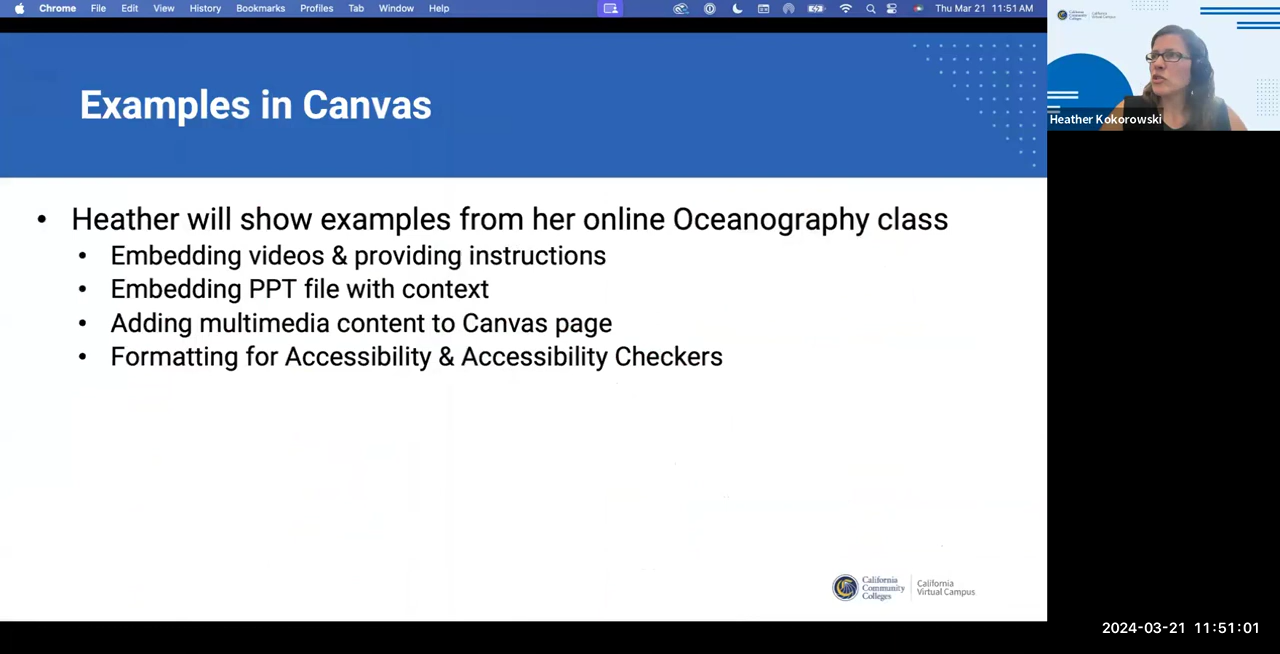 Chrome File Edit View History Bookmarks Profiles Tab Window Help Thu Mar 21 11:51 AM
Examples in Canvas
• Heather will show examples from her online Oceanography class
• Embedding videos & providing instructions
• Embedding PPT file with context
• Adding multimedia content to Canvas page
• Formatting for Accessibility & Accessibility Checkers
California
Community
Colleges
California
Virtual Campus
Heather Kokorowski
2024-03-21 11:51:01